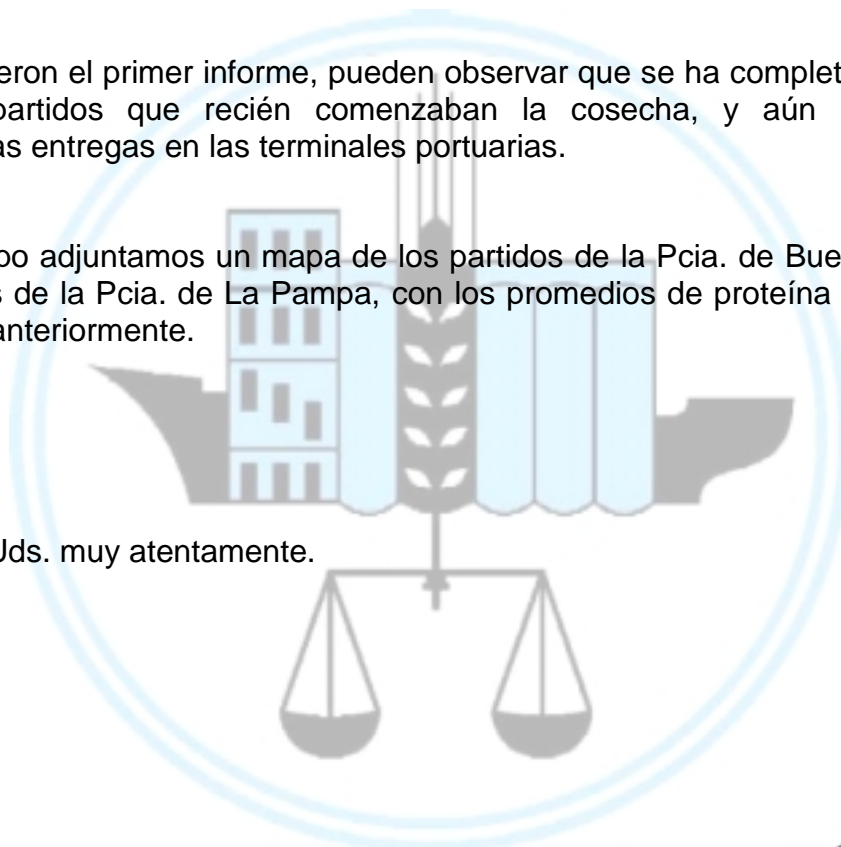 eron el primer informe, pueden observar que se ha complet
partidos que recién comenzaban la cosecha, y aún
as entregas en las terminales portuarias.
po adjuntamos un mapa de los partidos de la Pcia. de Bue
s de la Pcia. de La Pampa, con los promedios de proteína
anteriormente.
Uds. muy atentamente.